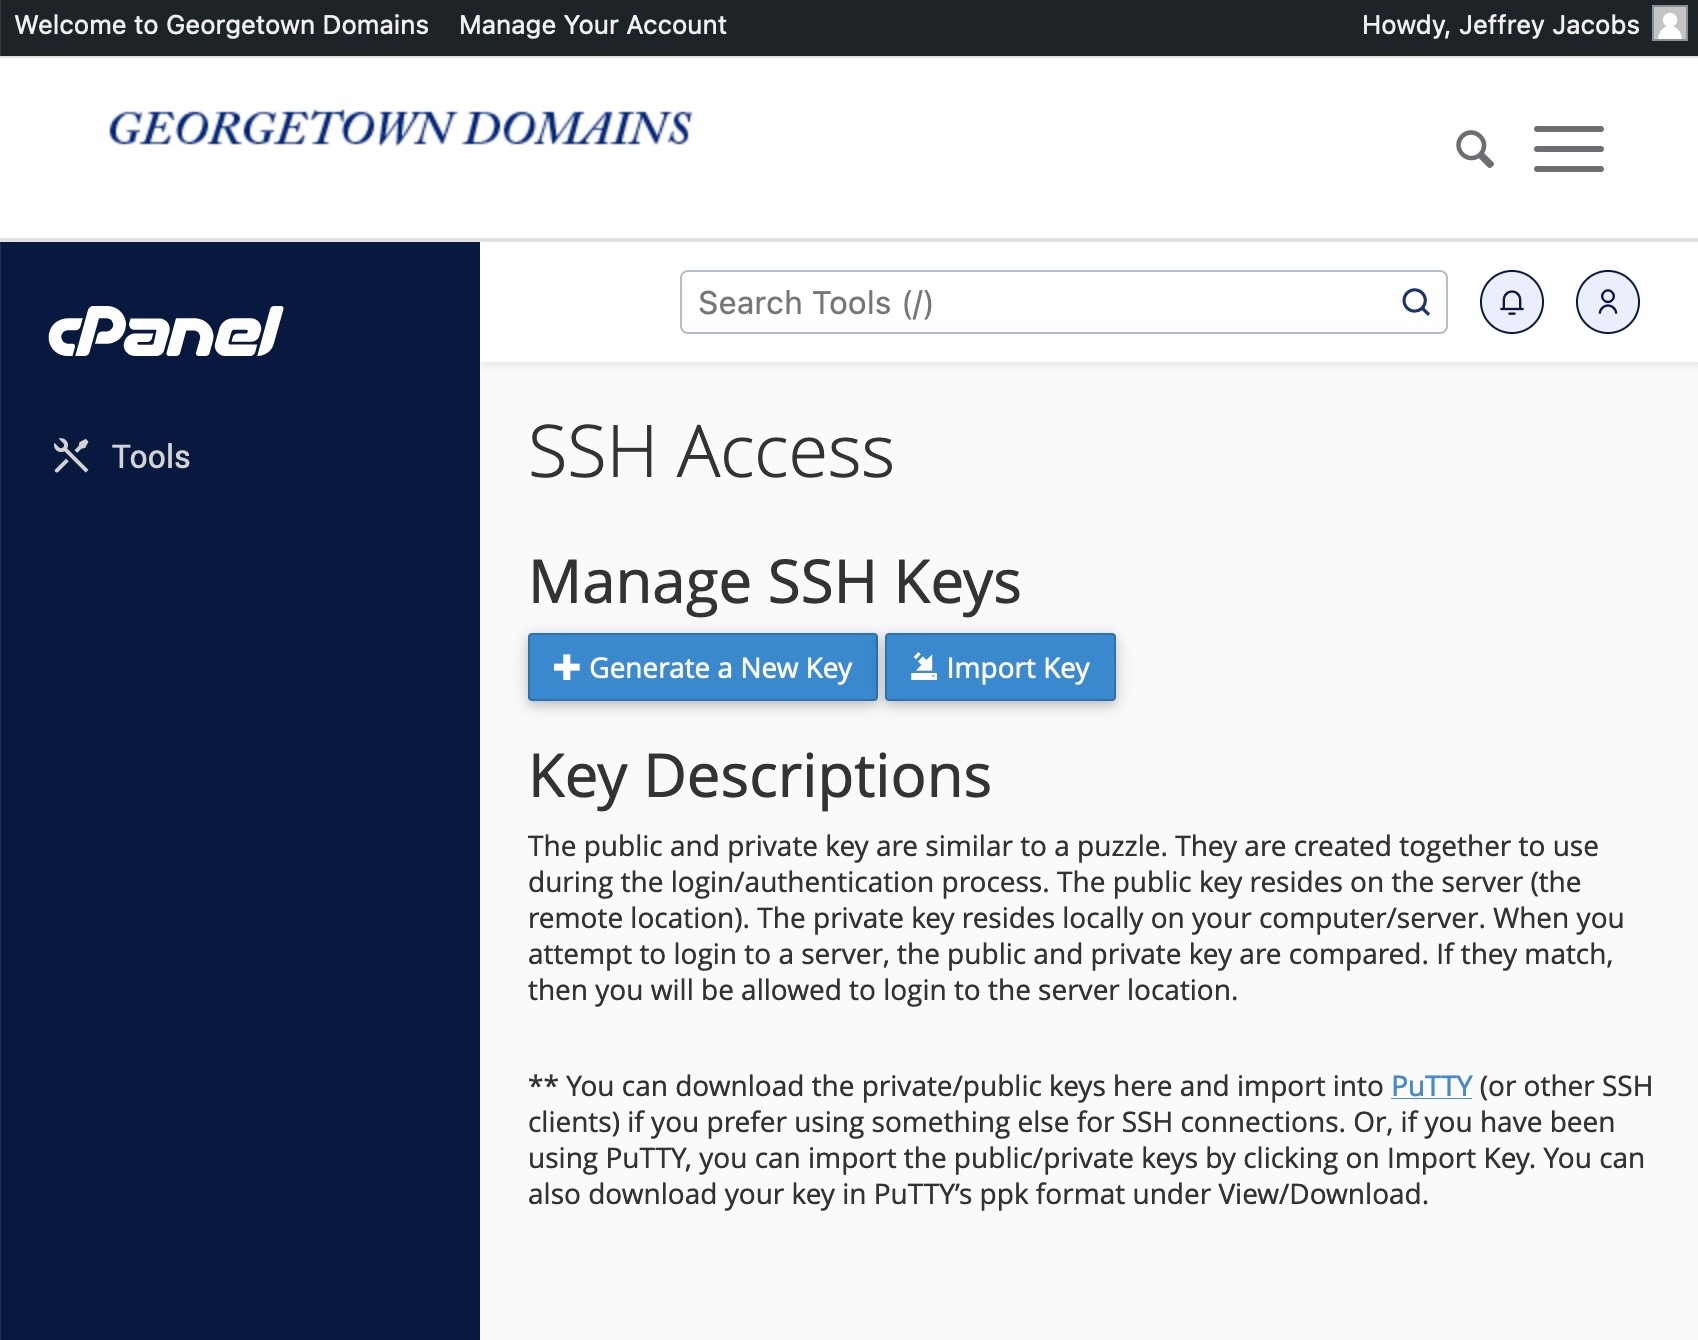 Welcome to Georgetown Domains Manage Your Account Howdy, Jeffrey Jacobs
GEORGETOWN DOMAINS
cPanel
Search Tools (/)
Tools
SSH Access
Manage SSH Keys
Generate a New Key Import Key
Key Descriptions
The public and private key are similar to a puzzle. They are created together to use
during the login/authentication process. The public key resides on the server (the
remote location). The private key resides locally on your computer/server. When you
attempt to login to a server, the public and private key are compared. If they match,
then you will be allowed to login to the server location.
** You can download the private/public keys here and import into PuTTY (or other SSH
clients) if you prefer using something else for SSH connections. Or, if you have been
using PuTTY, you can import the public/private keys by clicking on Import Key. You can
also download your key in PuTTY’s ppk format under View/Download.